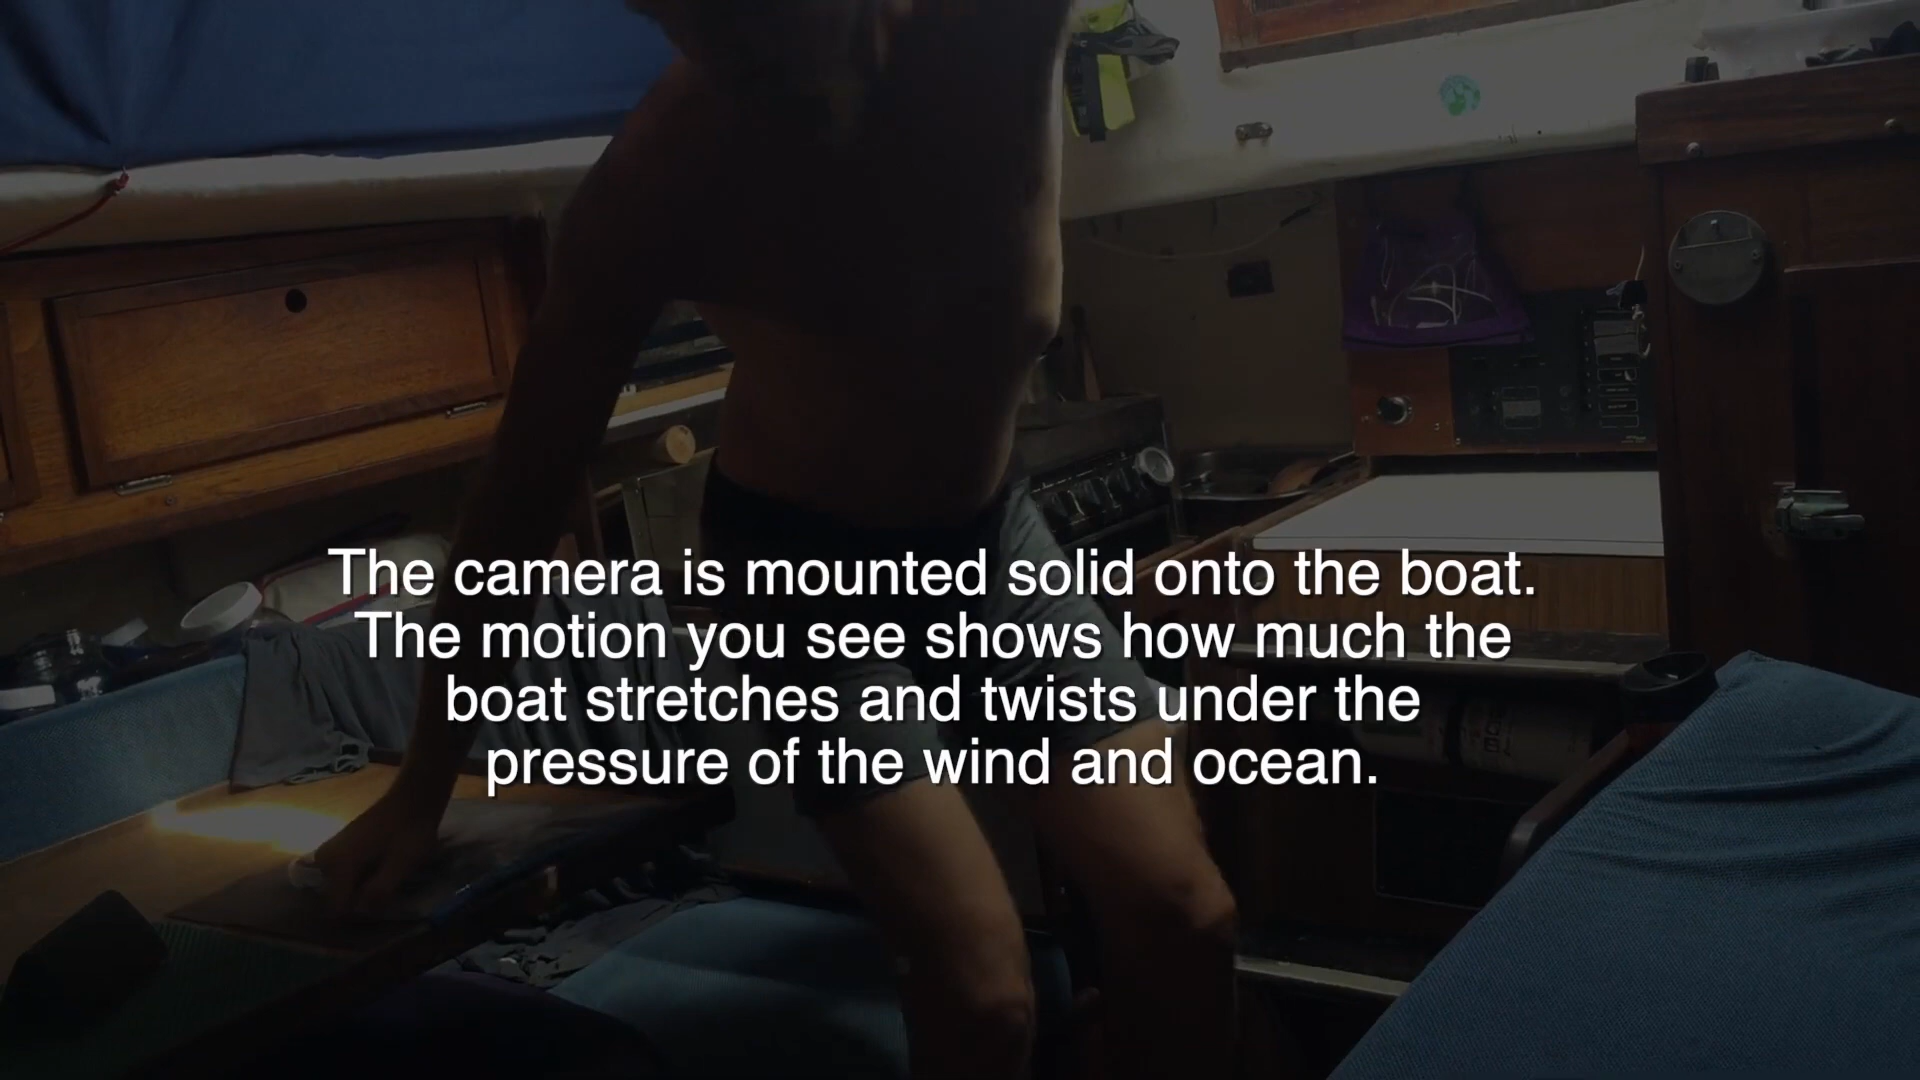 The camera is mounted solid onto the boat.
The motion you see shows how much the
boat stretches and twists under the
pressure of the wind and ocean.